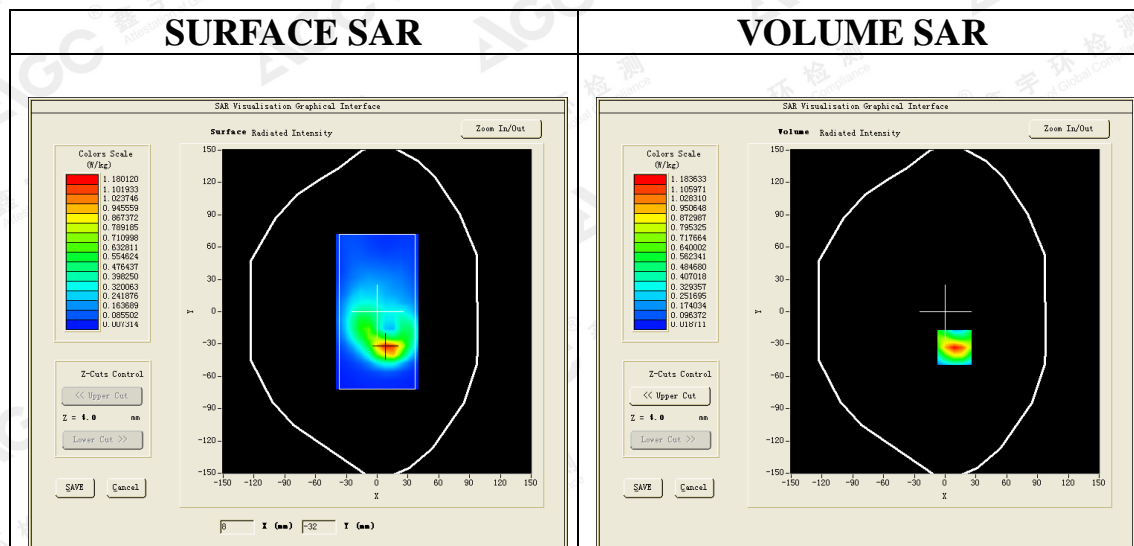 SURFACE SAR
VOLUME SAR
SAR Visualisation Graphical Interface
Surface Radiated Intensity
Zoom In/Out
Colors Scale
(W/kg)
1.180120
1.101933
1.023746
0.945559
0.867372
0.789185
0.710998
0.632811
0.554624
0.476437
0.398250
0.320063
0.241876
0.163689
0.085502
0.007314
150
120
90
60
30
0
-30
-60
-90
-120
-150
Y
-150 -120 -90 -60 -30 0 30 60 90 120 150
X
Z-Cuts Control
<< Upper Cut
Z = 4.0 mm
Lower Cut >>
SAVE
Cancel
8 X (mm) -32 Y (mm)
SAR Visualisation Graphical Interface
Volume Radiated Intensity
Zoom In/Out
Colors Scale
(W/kg)
1.183633
1.105971
1.028310
0.950648
0.872987
0.795325
0.717664
0.640002
0.562341
0.484680
0.407018
0.329357
0.251695
0.174034
0.096372
0.018711
150
120
90
60
30
0
-30
-60
-90
-120
-150
Y
-150 -120 -90 -60 -30 0 30 60 90 120 150
X
Z-Cuts Control
<< Upper Cut
Z = 4.0 mm
Lower Cut >>
SAVE
Cancel
AGC